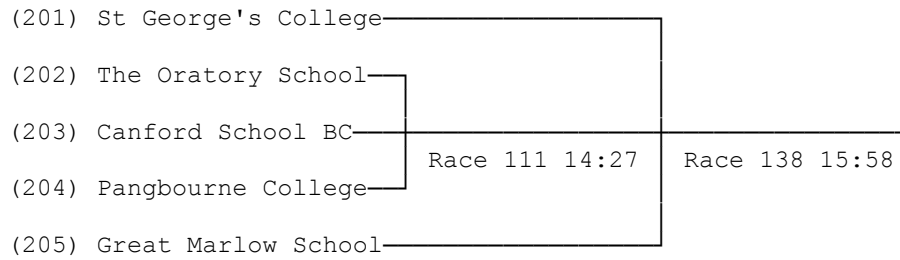 (201) St George's College
(202) The Oratory School
(203) Canford School BC
Race 111 14:27 Race 138 15:58
(204) Pangbourne College
(205) Great Marlow School